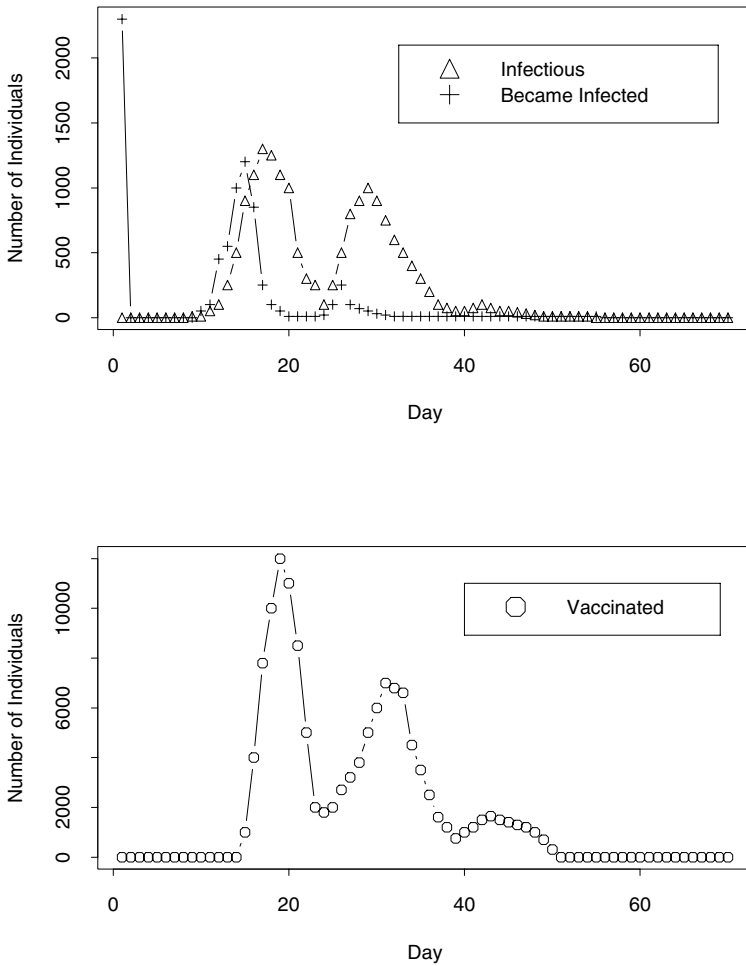 Number of Individuals
2000
1500
1000
500
0
Infectious
Became Infected
0 20 40 60
Day
Number of Individuals
10000
6000
2000
0
Vaccinated
0 20 40 60
Day